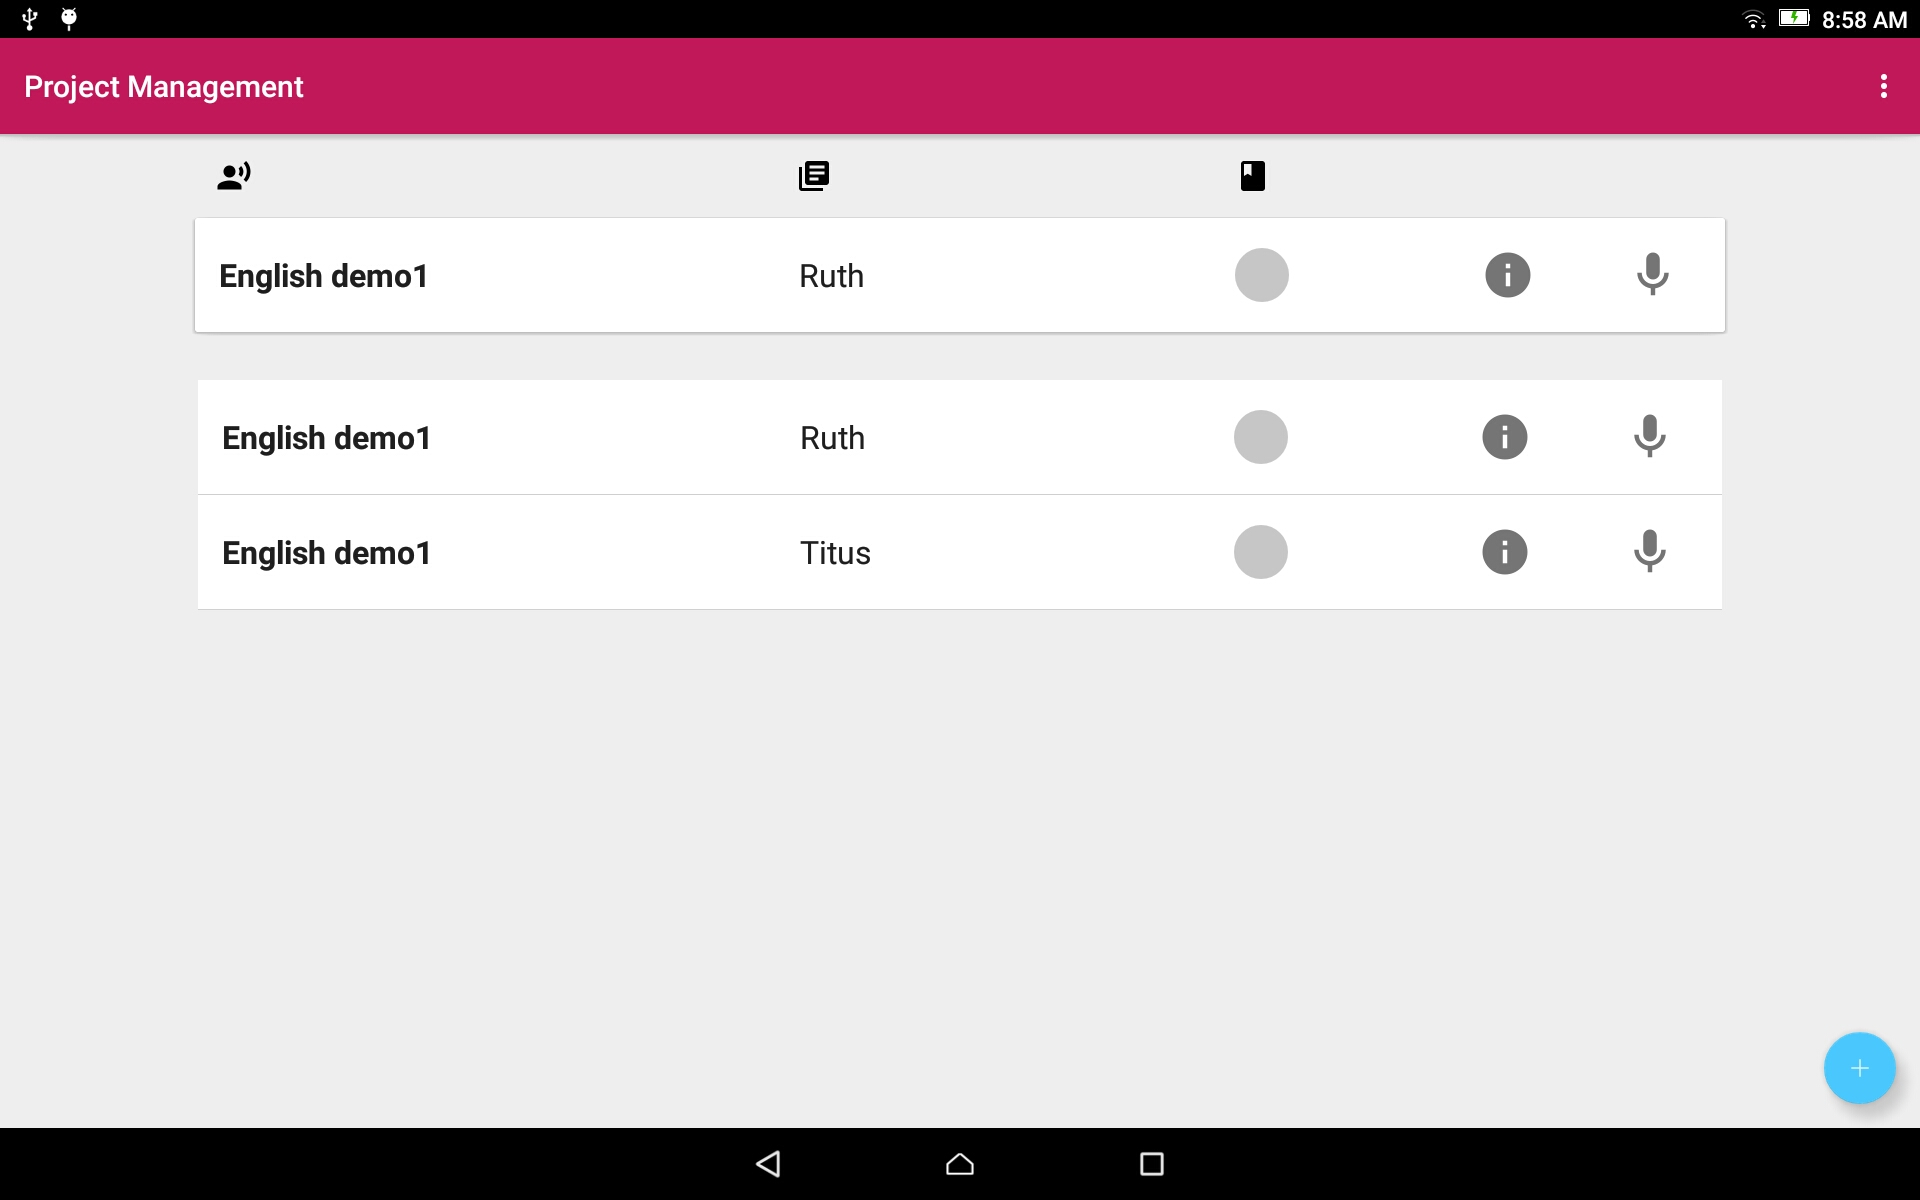 8:58 AM
Project Management
English demo1 Ruth
English demo1 Ruth
English demo1 Titus